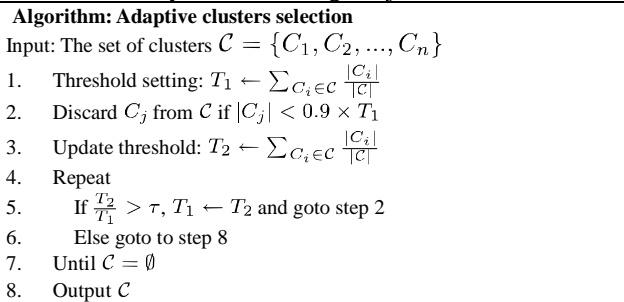 Algorithm: Adaptive clusters selection
Input: The set of clusters 𝒞 = {C₁, C₂, ..., Cₙ}
1. Threshold setting: T₁ ← ∑_{Cᵢ∈𝒞} |Cᵢ|/|𝒞|
2. Discard Cⱼ from 𝒞 if |Cⱼ| < 0.9 × T₁
3. Update threshold: T₂ ← ∑_{Cᵢ∈𝒞} |Cᵢ|/|𝒞|
4. Repeat
5. If T₂/T₁ > τ, T₁ ← T₂ and goto step 2
6. Else goto to step 8
7. Until 𝒞 = ∅
8. Output 𝒞